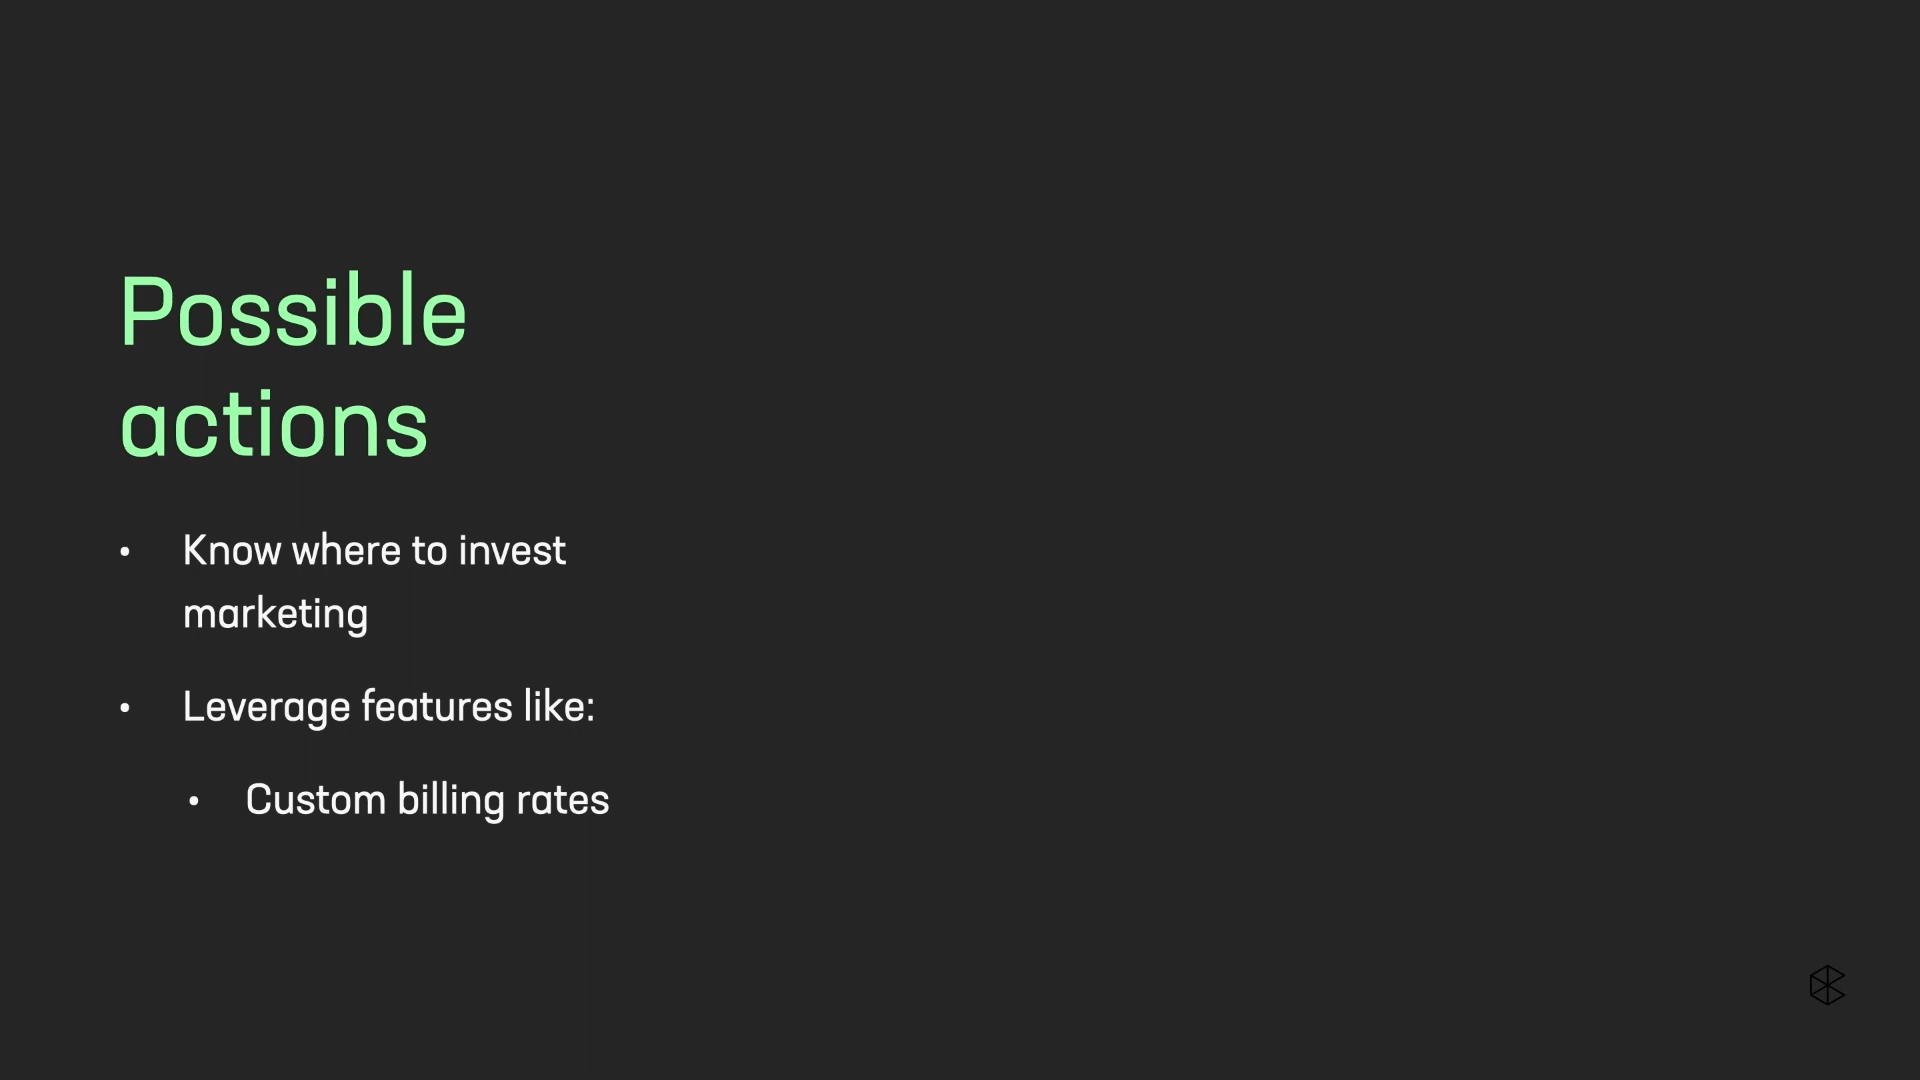 Possible
actions
• Know where to invest
marketing
• Leverage features like:
• Custom billing rates